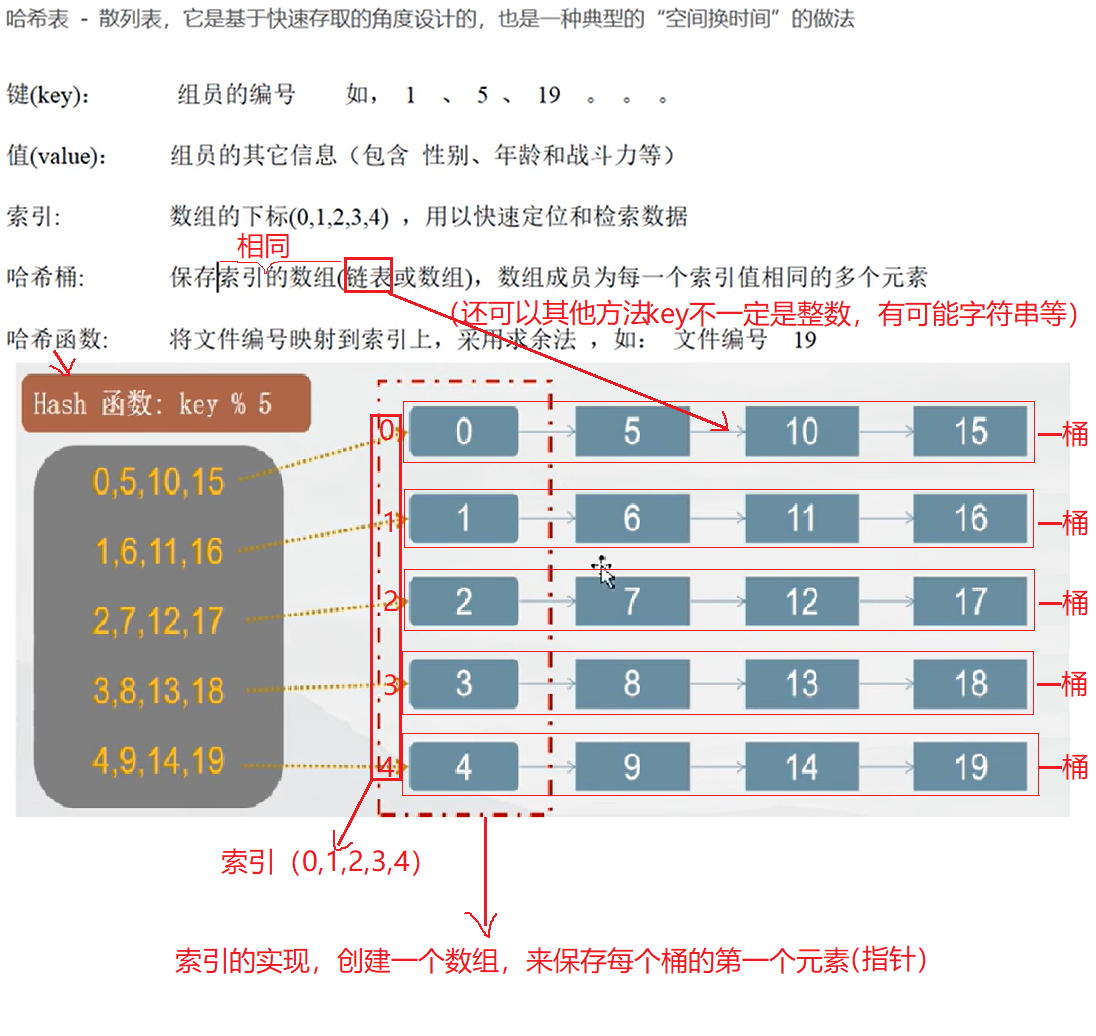 哈希表 - 散列表，它是基于快速存取的角度设计的，也是一种典型的“空间换时间”的做法
键(key)： 组员的编号 如， 1 、 5 、 19 。 。 。
值(value)： 组员的其它信息（包含 性别、年龄和战斗力等）
索引: 数组的下标(0,1,2,3,4) ，用以快速定位和检索数据
相同
哈希桶: 保存索引的数组(链表或数组)，数组成员为每一个索引值相同的多个元素
（还可以其他方法key不一定是整数，有可能字符串等）
哈希函数: 将文件编号映射到索引上，采用求余法 ，如： 文件编号 19
Hash 函数: key % 5
0,5,10,15
0 0 5 10 15 桶
1,6,11,16
1 1 6 11 16 桶
2,7,12,17
2 2 7 12 17 桶
3,8,13,18
3 3 8 13 18 桶
4,9,14,19
4 4 9 14 19 桶
索引（0,1,2,3,4）
索引的实现，创建一个数组，来保存每个桶的第一个元素(指针）